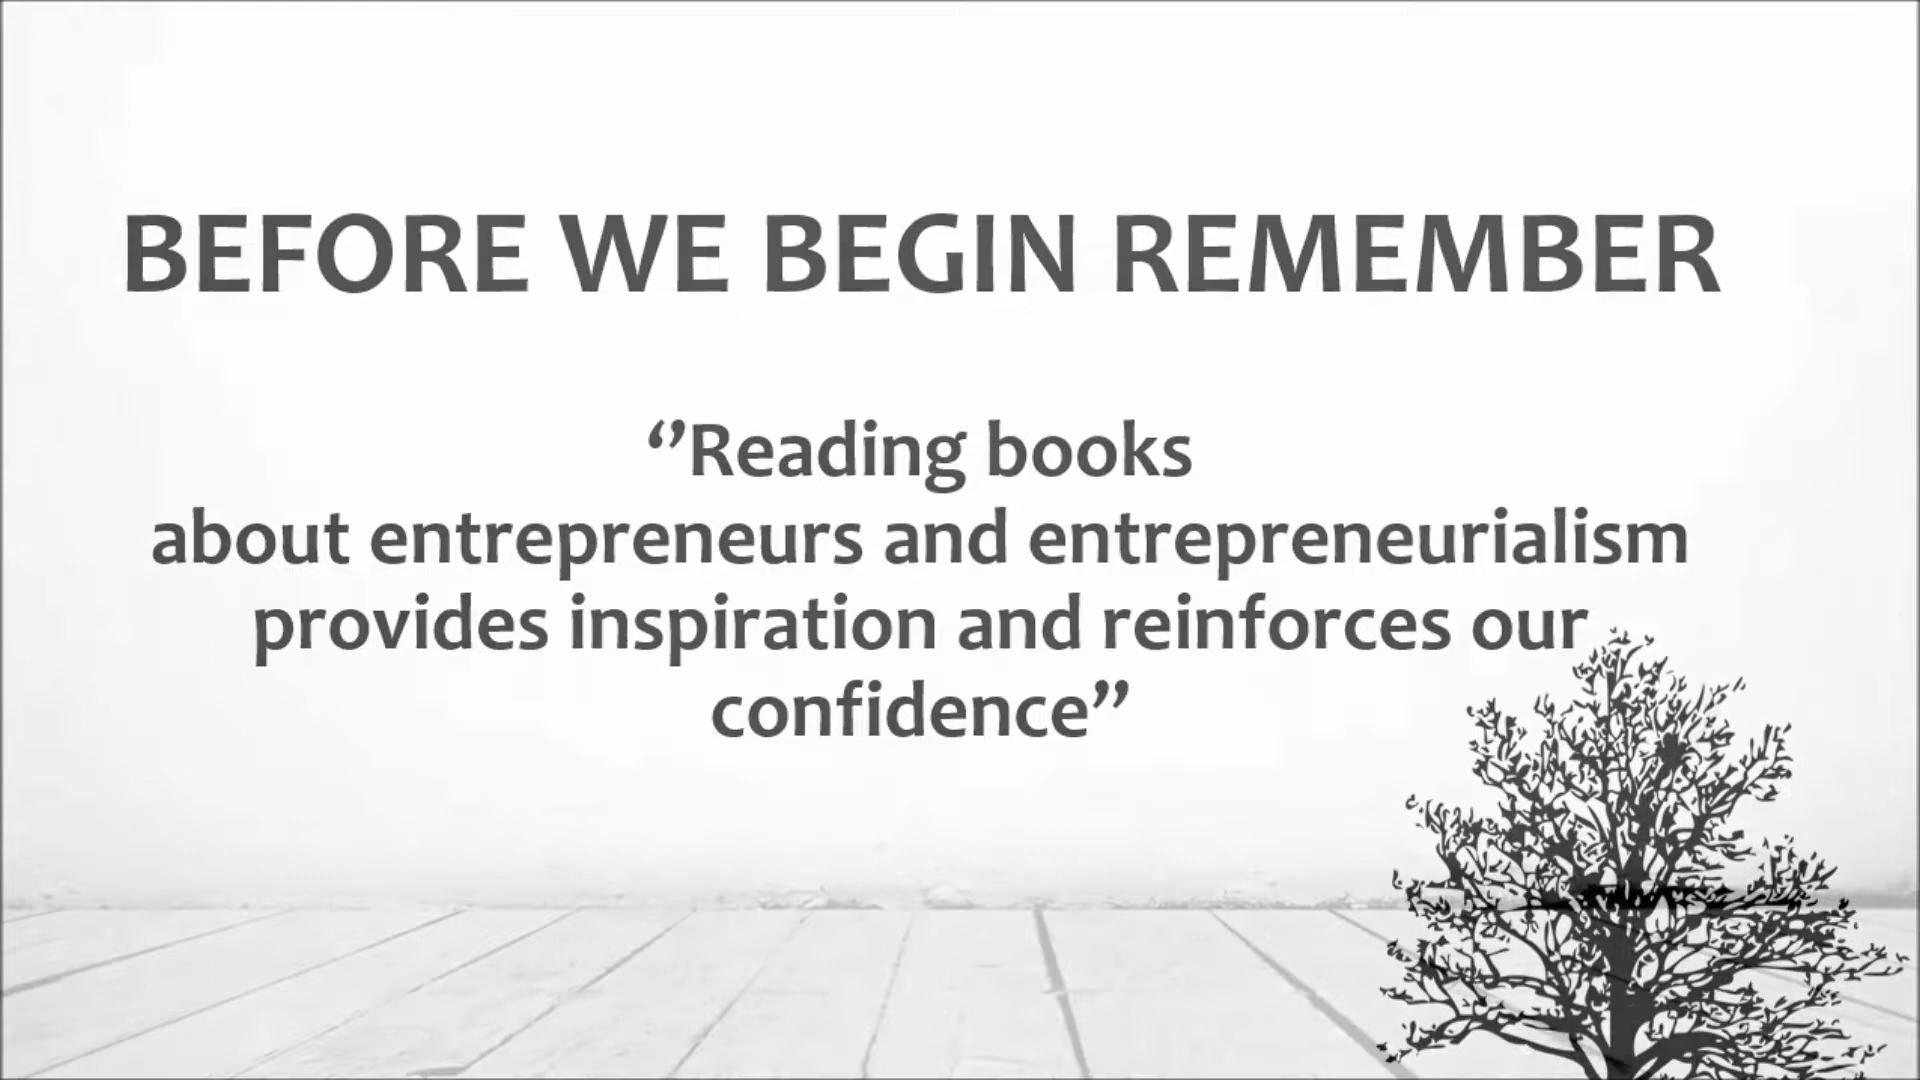 BEFORE WE BEGIN REMEMBER
‘’Reading books
about entrepreneurs and entrepreneurialism
provides inspiration and reinforces our
confidence’’